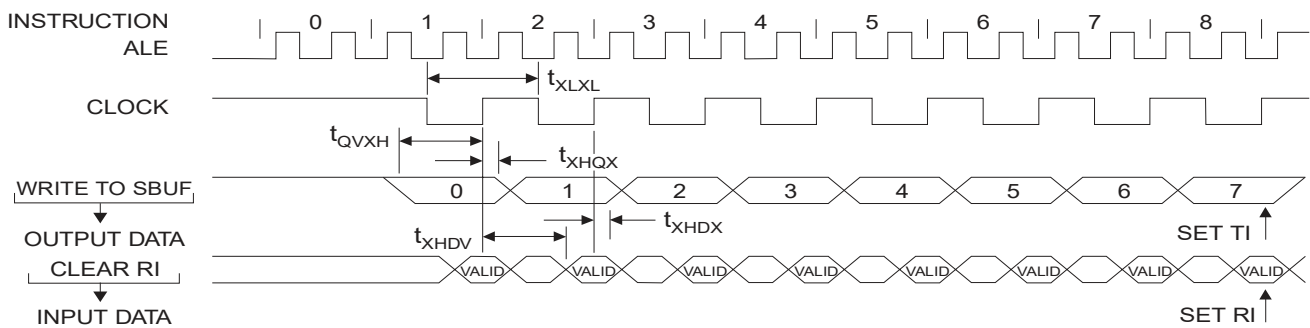 INSTRUCTION 0 1 2 3 4 5 6 7 8
ALE
tXLXL
CLOCK
tQVXH
tXHQX
WRITE TO SBUF 0 1 2 3 4 5 6 7
tXHDX
OUTPUT DATA
tXHDV
SET TI
CLEAR RI VALID VALID VALID VALID VALID VALID VALID VALID
INPUT DATA
SET RI